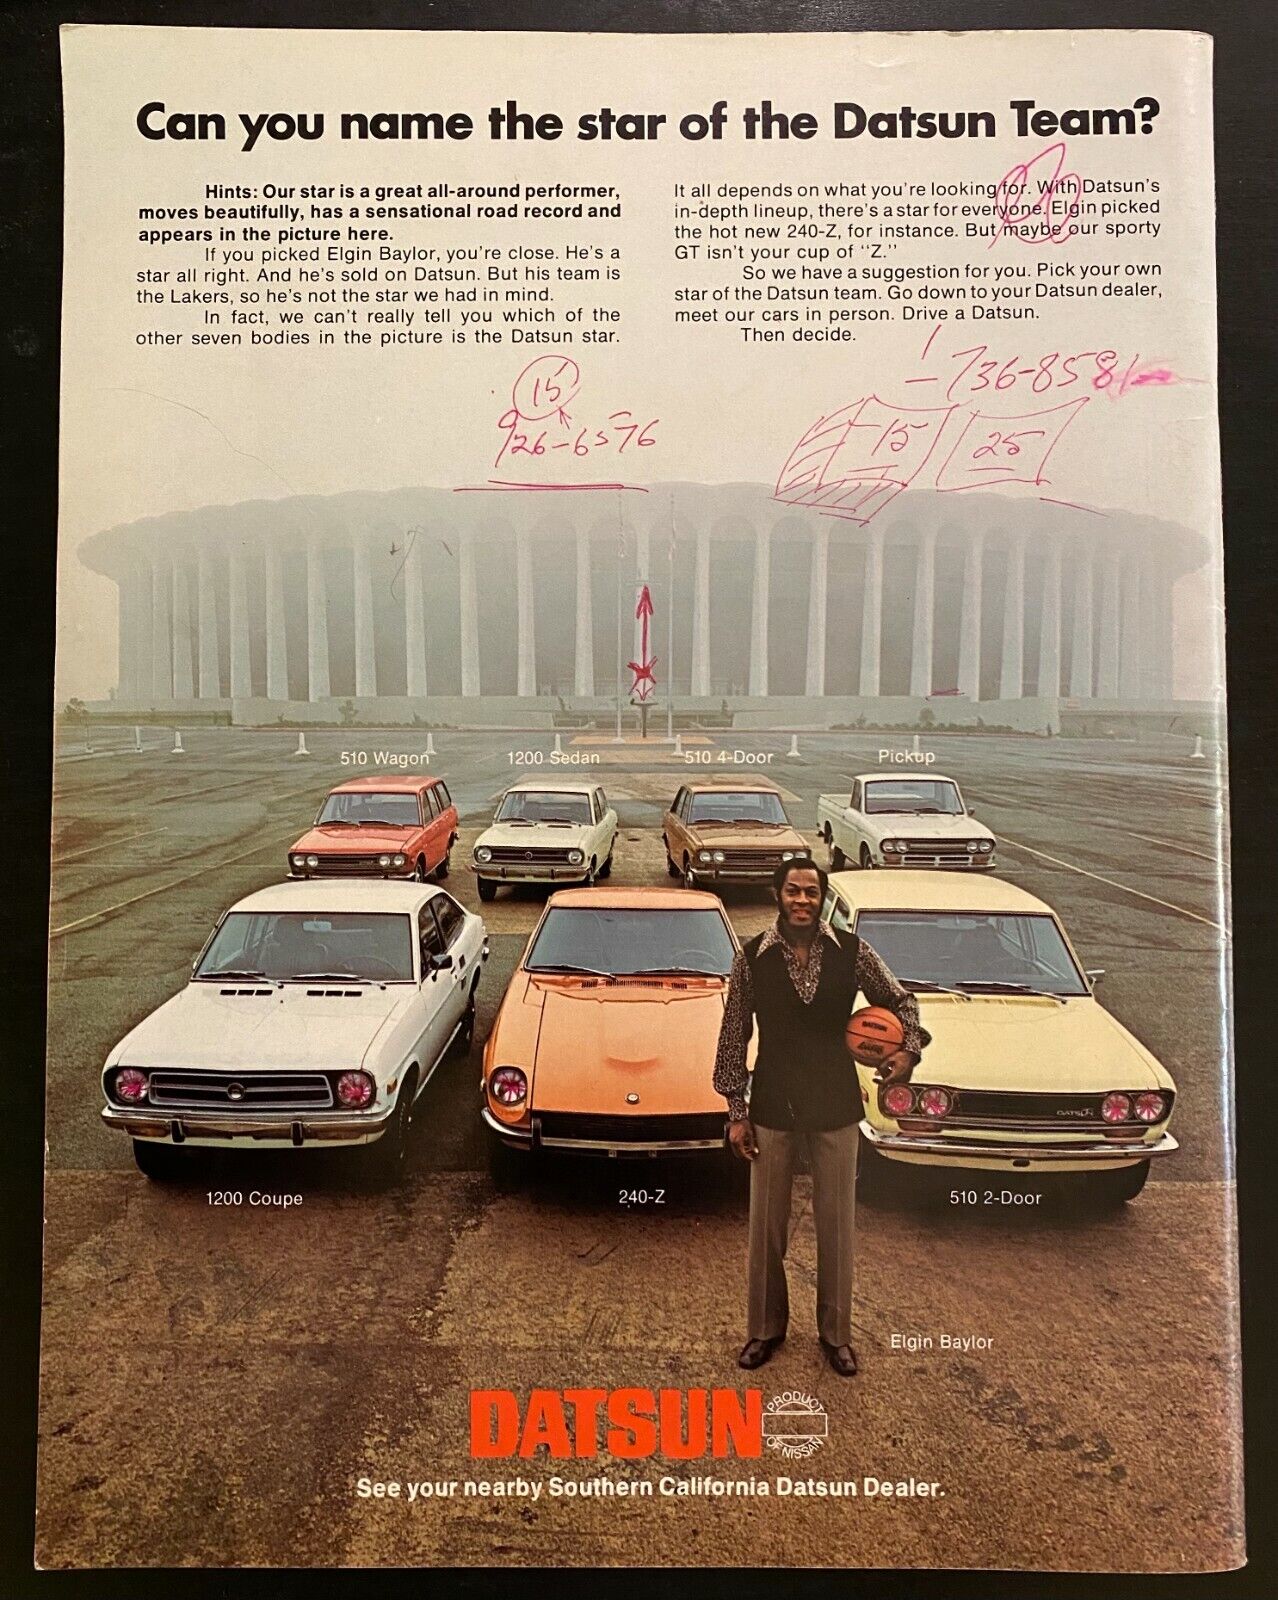 Can you name the star of the Datsun Team?
Hints: Our star is a great all-around performer,
moves beautifully, has a sensational road record and
appears in the picture here.
If you picked Elgin Baylor, you're close. He's a
star all right. And he's sold on Datsun. But his team is
the Lakers, so he's not the star we had in mind.
In fact, we can't really tell you which of the
other seven bodies in the picture is the Datsun star.
It all depends on what you're looking for. With Datsun's
in-depth lineup, there's a star for everyone. Elgin picked
the hot new 240-Z, for instance. But maybe our sporty
GT isn't your cup of "Z."
So we have a suggestion for you. Pick your own
star of the Datsun team. Go down to your Datsun dealer,
meet our cars in person. Drive a Datsun.
Then decide.
1-736-8581
15
926-6576
15 25
510 Wagon 1200 Sedan 510 4-Door Pickup
DATSUN
DATSUN
1200 Coupe 240-Z 510 2-Door
Elgin Baylor
DATSUN
PRODUCT
OF NISSAN
See your nearby Southern California Datsun Dealer.